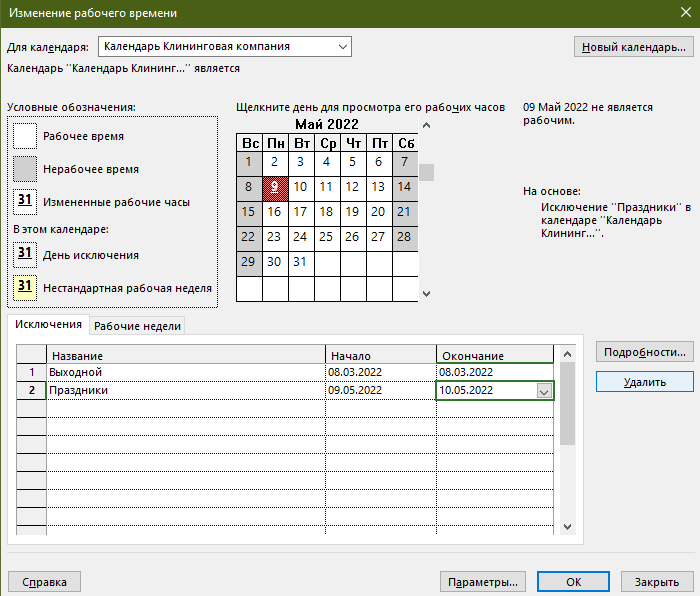 Изменение рабочего времени
Для календаря: Календарь Клининговая компания
Новый календарь...
Календарь "Календарь Клининг..." является
Условные обозначения:
Рабочее время
Нерабочее время
31 Измененные рабочие часы
В этом календаре:
31 День исключения
31 Нестандартная рабочая неделя
Щелкните день для просмотра его рабочих часов
Май 2022
Вс Пн Вт Ср Чт Пт Сб
1 2 3 4 5 6 7
8 9 10 11 12 13 14
15 16 17 18 19 20 21
22 23 24 25 26 27 28
29 30 31
09 Май 2022 не является
рабочим.
На основе:
Исключение "Праздники" в
календаре "Календарь
Клининг...".
Исключения Рабочие недели
Название Начало Окончание
1 Выходной 08.03.2022 08.03.2022
2 Праздники 09.05.2022 10.05.2022
Подробности...
Удалить
Справка Параметры... ОК Закрыть